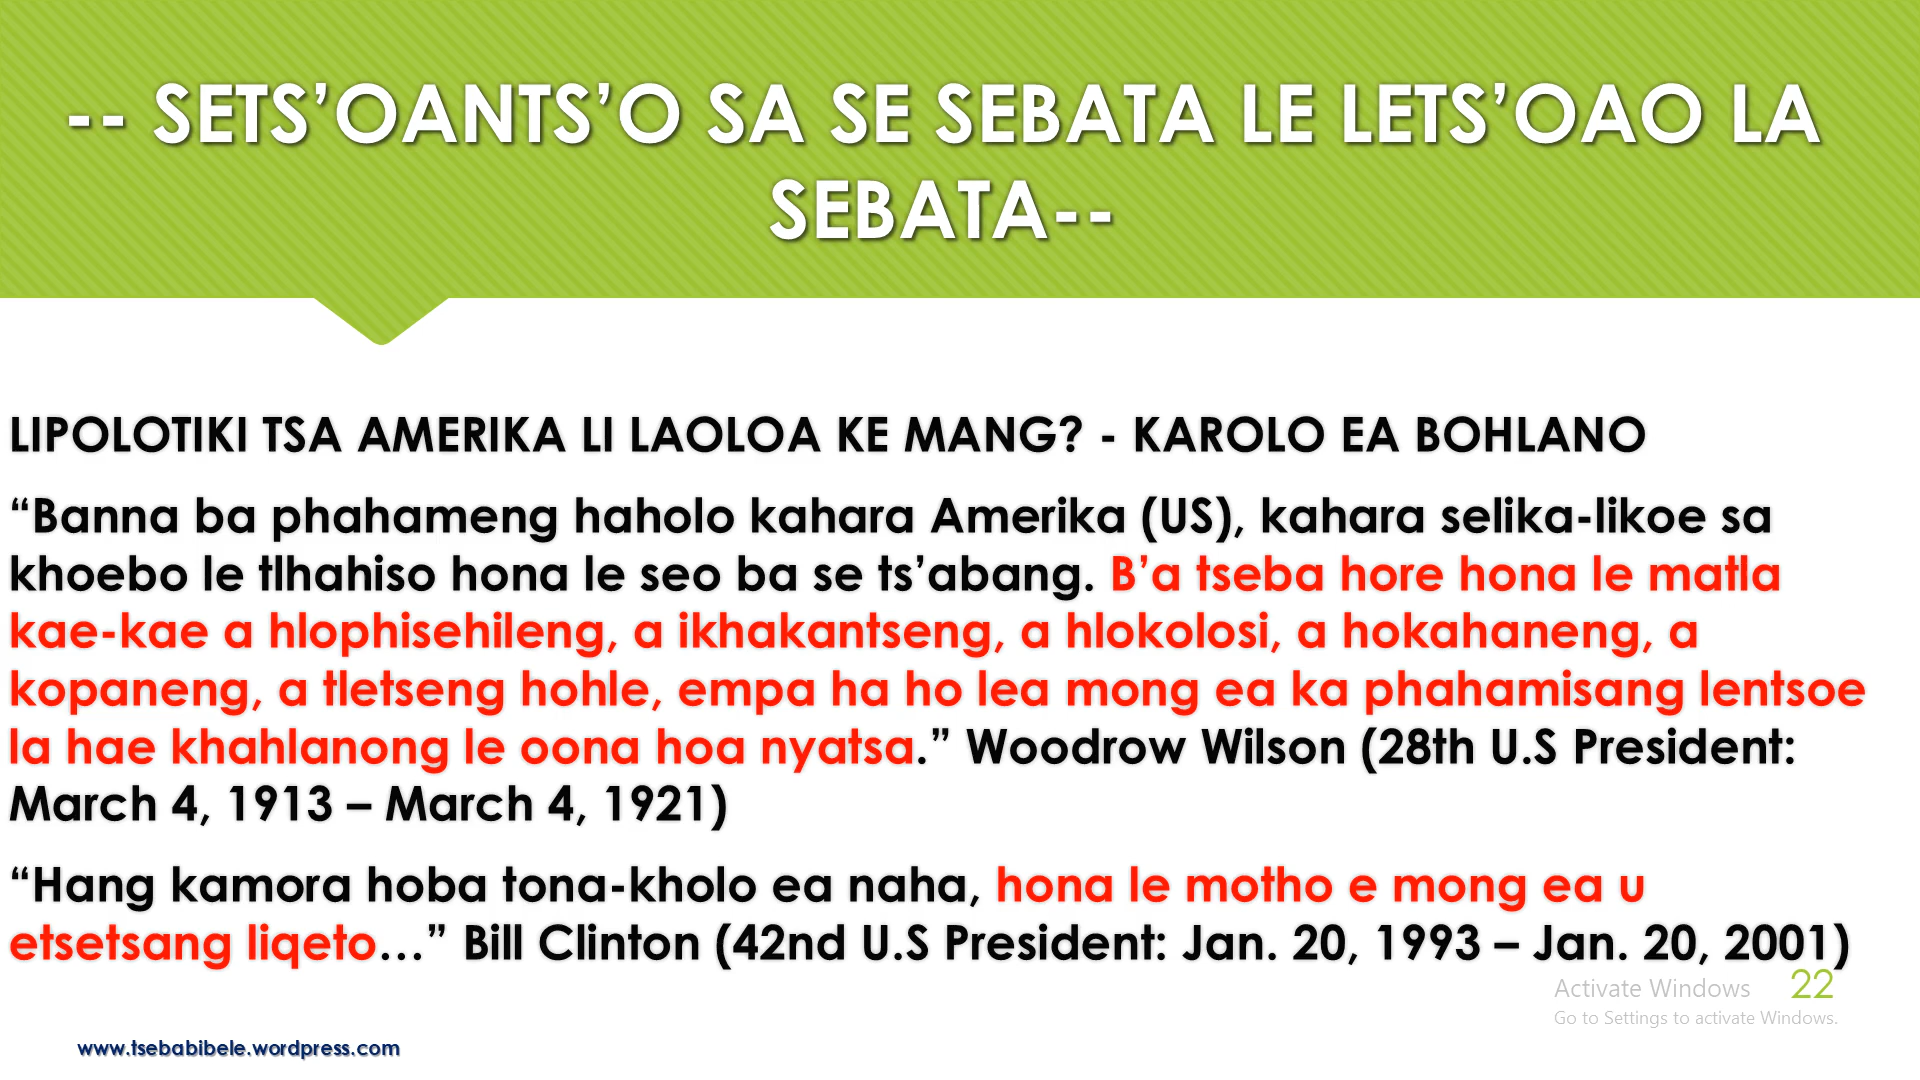 -- SETS’OANTS’O SA SE SEBATA LE LETS’OAO LA
SEBATA--
LIPOLOTIKI TSA AMERIKA LI LAOLOA KE MANG? - KAROLO EA BOHLANO
“Banna ba phahameng haholo kahara Amerika (US), kahara selika-likoe sa
khoebo le tlhahiso hona le seo ba se ts’abang. B’a tseba hore hona le matla
kae-kae a hlophisehileng, a ikhakantseng, a hlokolosi, a hokahaneng, a
kopaneng, a tletseng hohle, empa ha ho lea mong ea ka phahamisang lentsoe
la hae khahlanong le oona hoa nyatsa.” Woodrow Wilson (28th U.S President:
March 4, 1913 – March 4, 1921)
“Hang kamora hoba tona-kholo ea naha, hona le motho e mong ea u
etsetsang liqeto…” Bill Clinton (42nd U.S President: Jan. 20, 1993 – Jan. 20, 2001)
Activate Windows
22
Go to Settings to activate Windows.
www.tsebabibele.wordpress.com